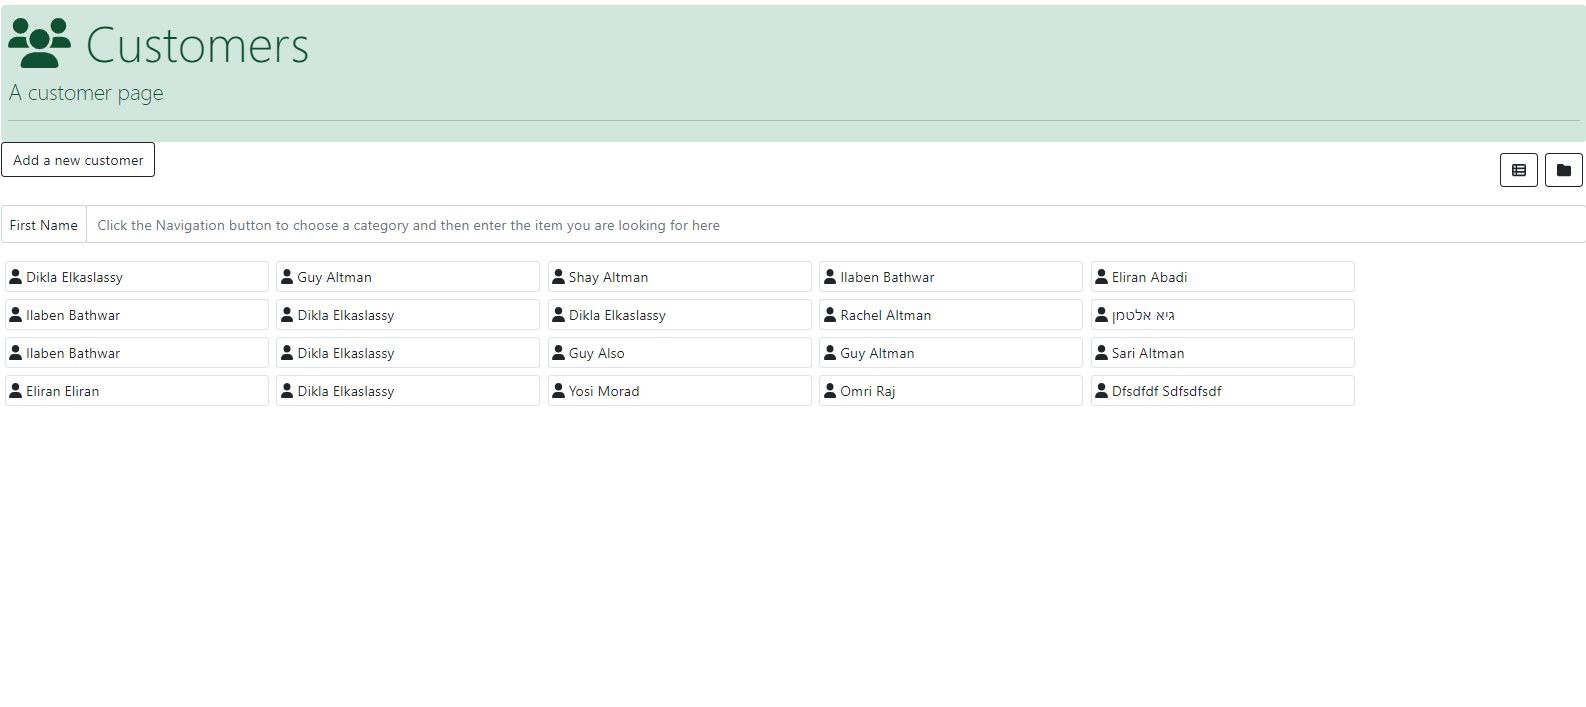 Customers
A customer page
Add a new customer
First Name Click the Navigation button to choose a category and then enter the item you are looking for here
Dikla Elkaslassy Guy Altman Shay Altman Ilaben Bathwar Eliran Abadi
Ilaben Bathwar Dikla Elkaslassy Dikla Elkaslassy Rachel Altman גיא אלטמן
Ilaben Bathwar Dikla Elkaslassy Guy Also Guy Altman Sari Altman
Eliran Eliran Dikla Elkaslassy Yosi Morad Omri Raj Dfsdfdf Sdfsdfsdf